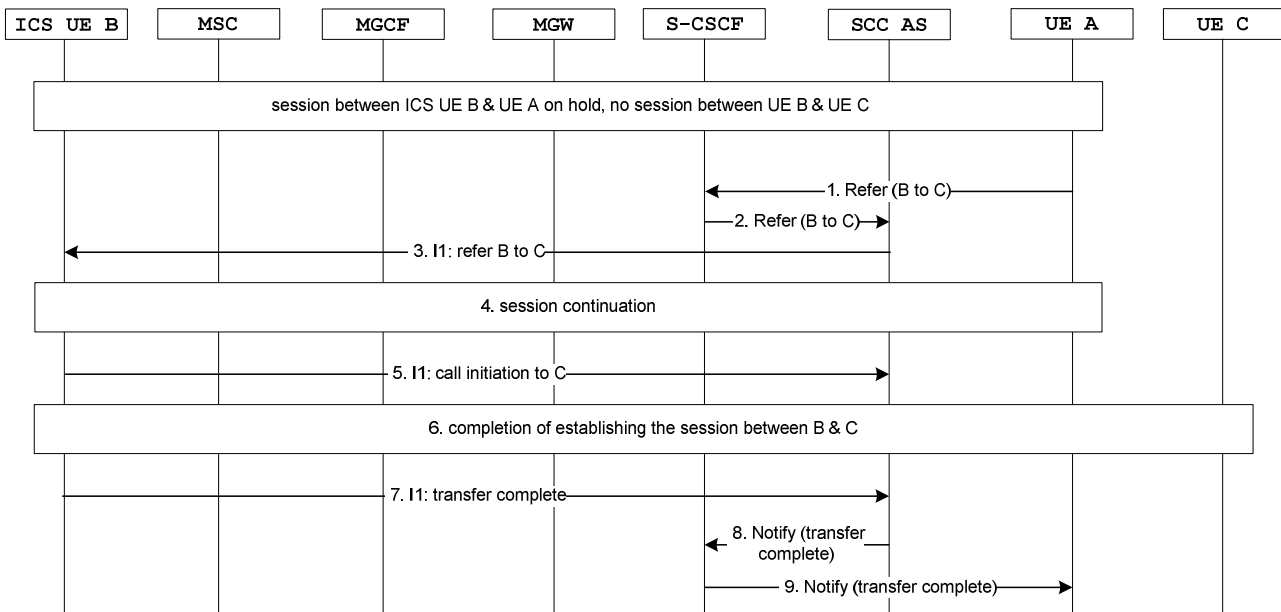 ICS UE B MSC MGCF MGW S-CSCF SCC AS UE A UE C
session between ICS UE B & UE A on hold, no session between UE B & UE C
1. Refer (B to C)
2. Refer (B to C)
3. I1: refer B to C
4. session continuation
5. I1: call initiation to C
6. completion of establishing the session between B & C
7. I1: transfer complete
8. Notify (transfer
complete)
9. Notify (transfer complete)